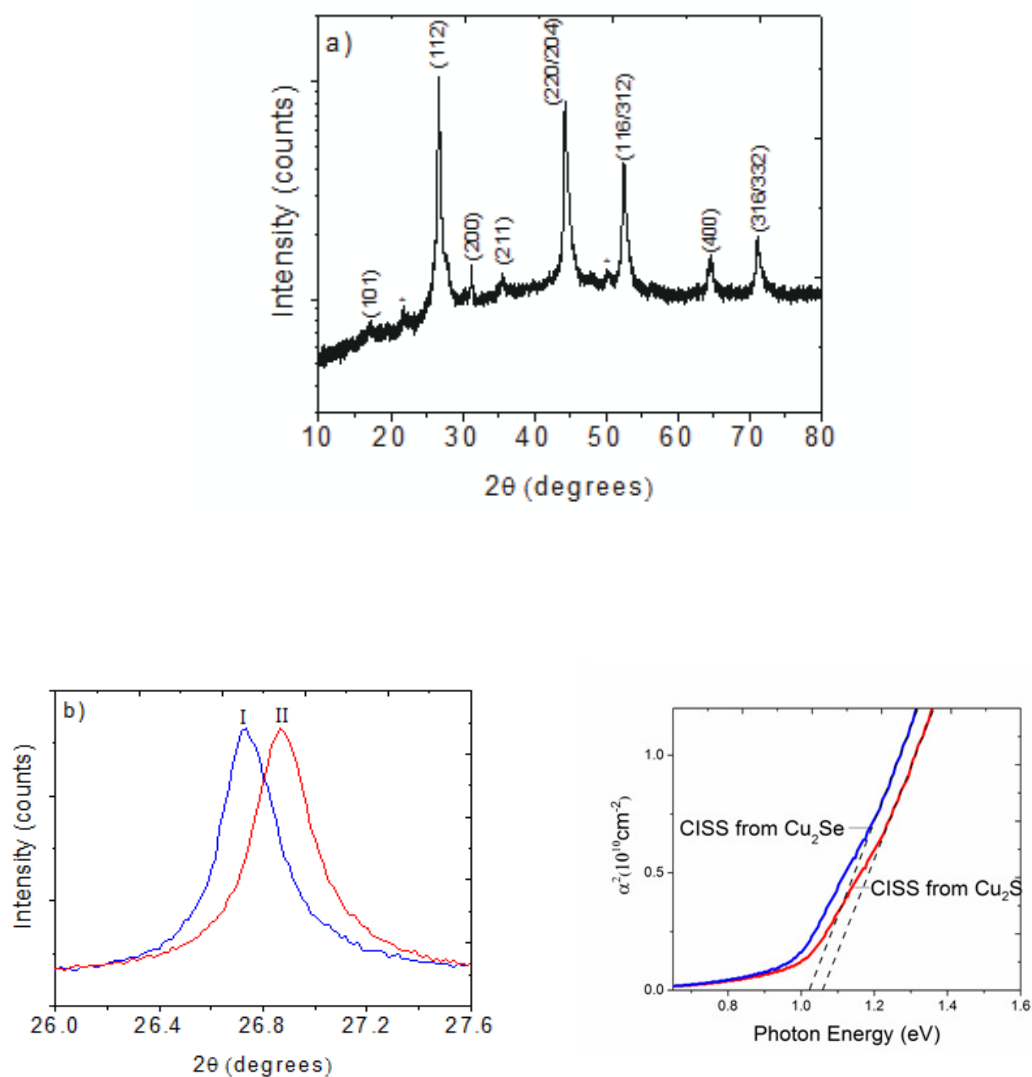 a)
(112)
(220/204)
(116/312)
(316/332)
(400)
(200)
(211)
(101)
*
*
Intensity (counts)
10 20 30 40 50 60 70 80
2θ (degrees)
b)
I II
Intensity (counts)
26.0 26.4 26.8 27.2 27.6
2θ (degrees)
1.0
0.5
0.0
α²(10¹⁰cm⁻²)
CISS from Cu₂Se
CISS from Cu₂S
0.8 1.0 1.2 1.4 1.6
Photon Energy (eV)